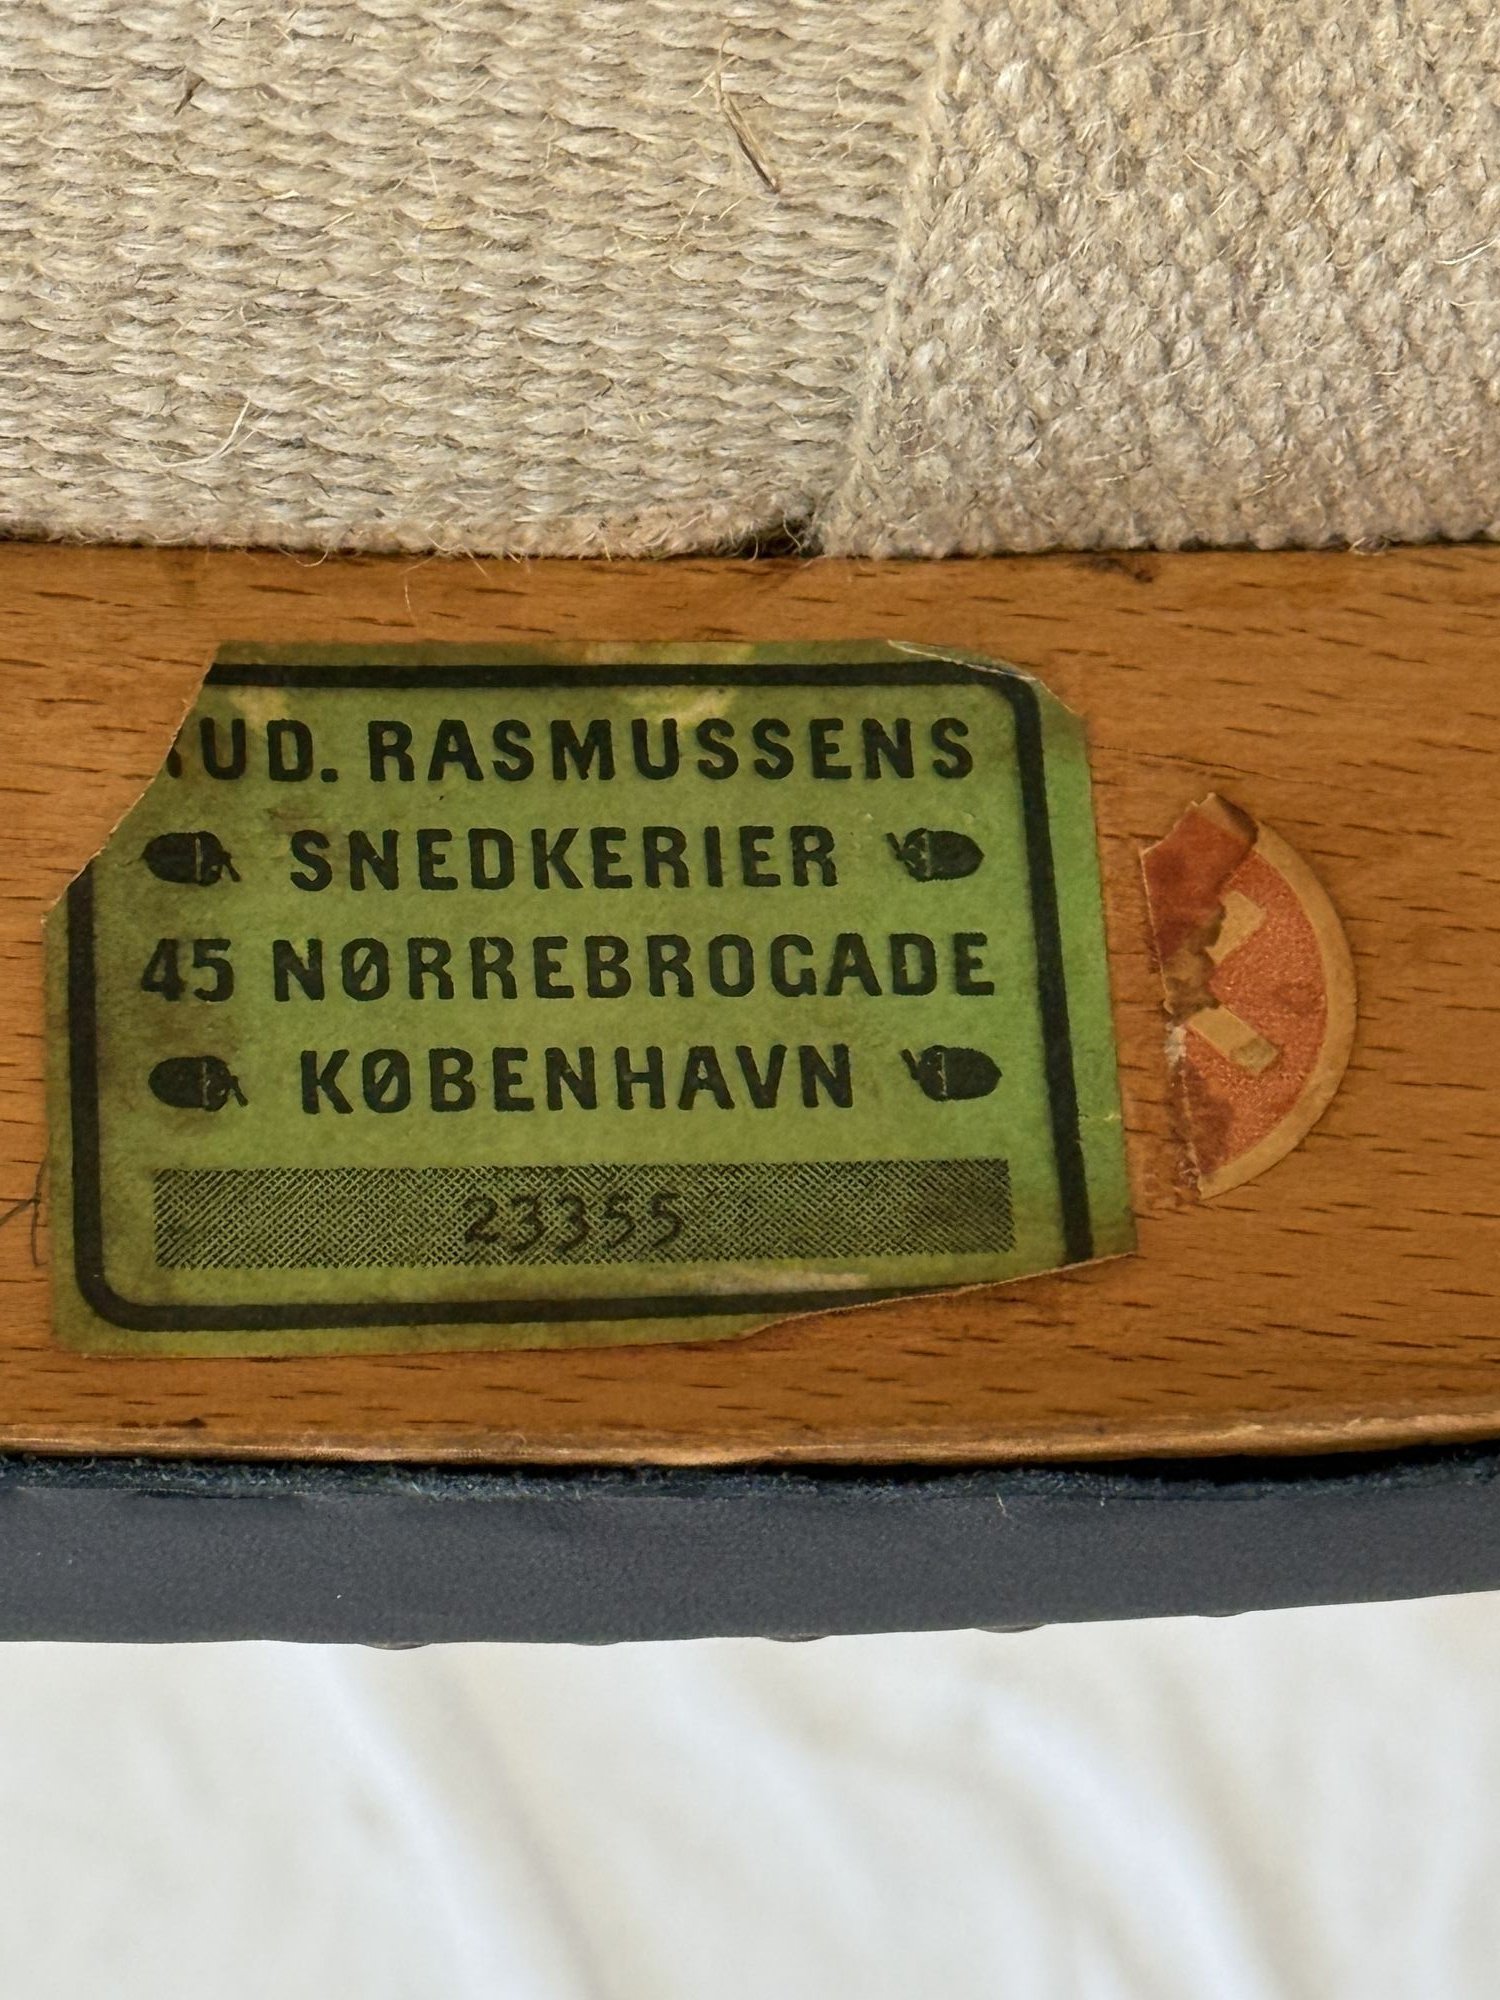 UD. RASMUSSENS
SNEDKERIER
45 NØRREBROGADE
KØBENHAVN
23355